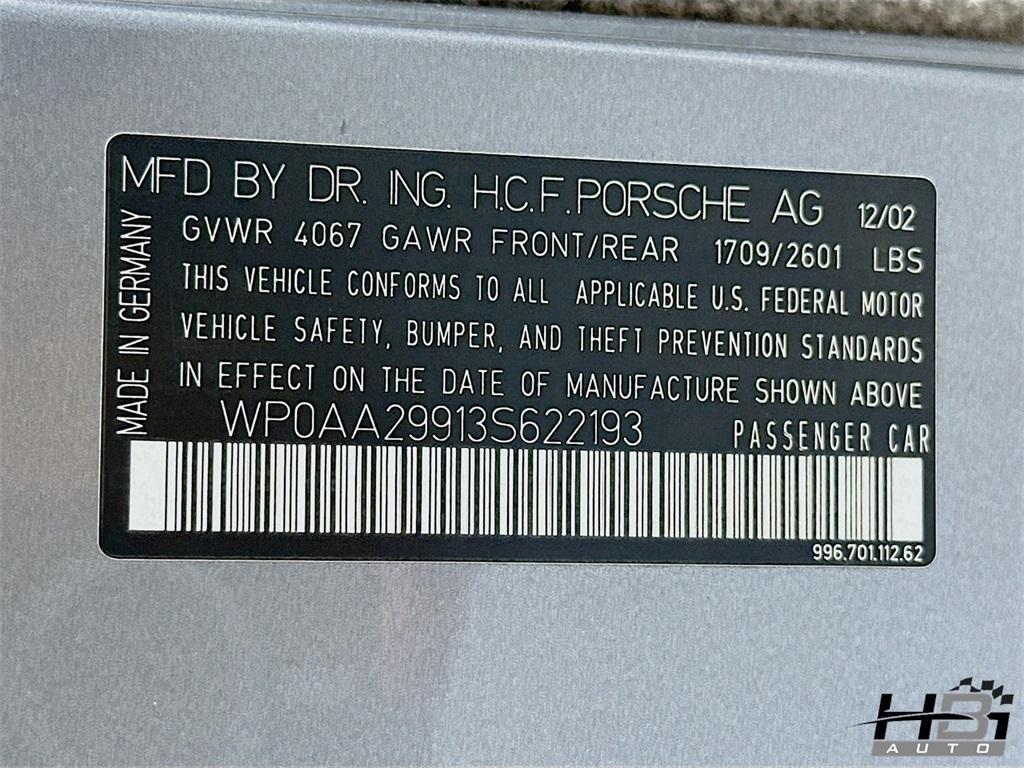 MFD BY DR. ING. H.C.F. PORSCHE AG 12/02
GVWR 4067 GAWR FRONT/REAR 1709/2601 LBS
THIS VEHICLE CONFORMS TO ALL APPLICABLE U.S. FEDERAL MOTOR
VEHICLE SAFETY, BUMPER, AND THEFT PREVENTION STANDARDS
IN EFFECT ON THE DATE OF MANUFACTURE SHOWN ABOVE
WP0AA29913S622193 PASSENGER CAR
996.701.112.62
MADE IN GERMANY
HBI
AUTO